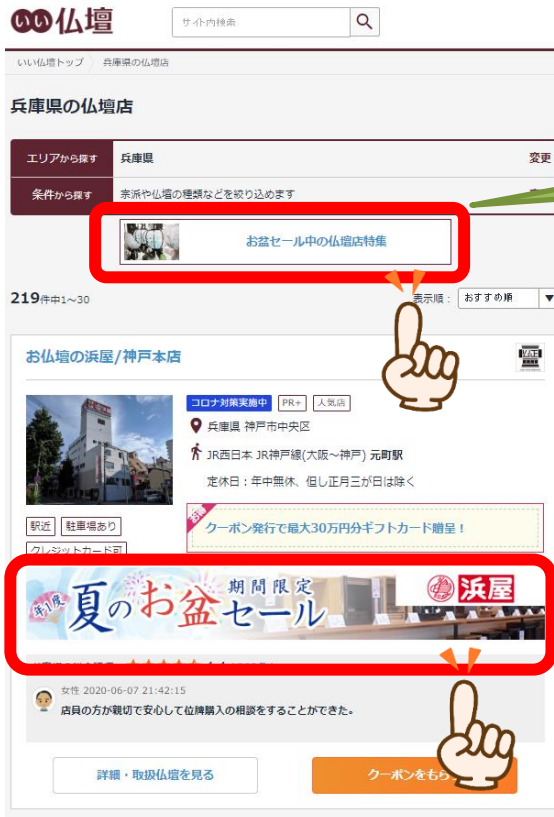 いい仏壇
サイト内検索
いい仏壇トップ 兵庫県の仏壇店
兵庫県の仏壇店
エリアから探す 兵庫県 変更
条件から探す 宗派や仏壇の種類などを絞り込めます
お盆セール中の仏壇店特集
219件中1～30 表示順： おすすめ順 ▼
お仏壇の浜屋/神戸本店
コロナ対策実施中 PR+ 人気店
兵庫県 神戸市中央区
JR西日本 JR神戸線(大阪～神戸) 元町駅
定休日：年中無休、但し正月三が日は除く
駅近 駐車場あり
クレジットカード可
お得
クーポン発行で最大30万円分ギフトカード贈呈！
年に1度 夏のお盆セール 期間限定 浜屋
女性 2020-06-07 21:42:15
店員の方が親切で安心して位牌購入の相談をすることができた。
詳細・取扱仏壇を見る
クーポンをもら